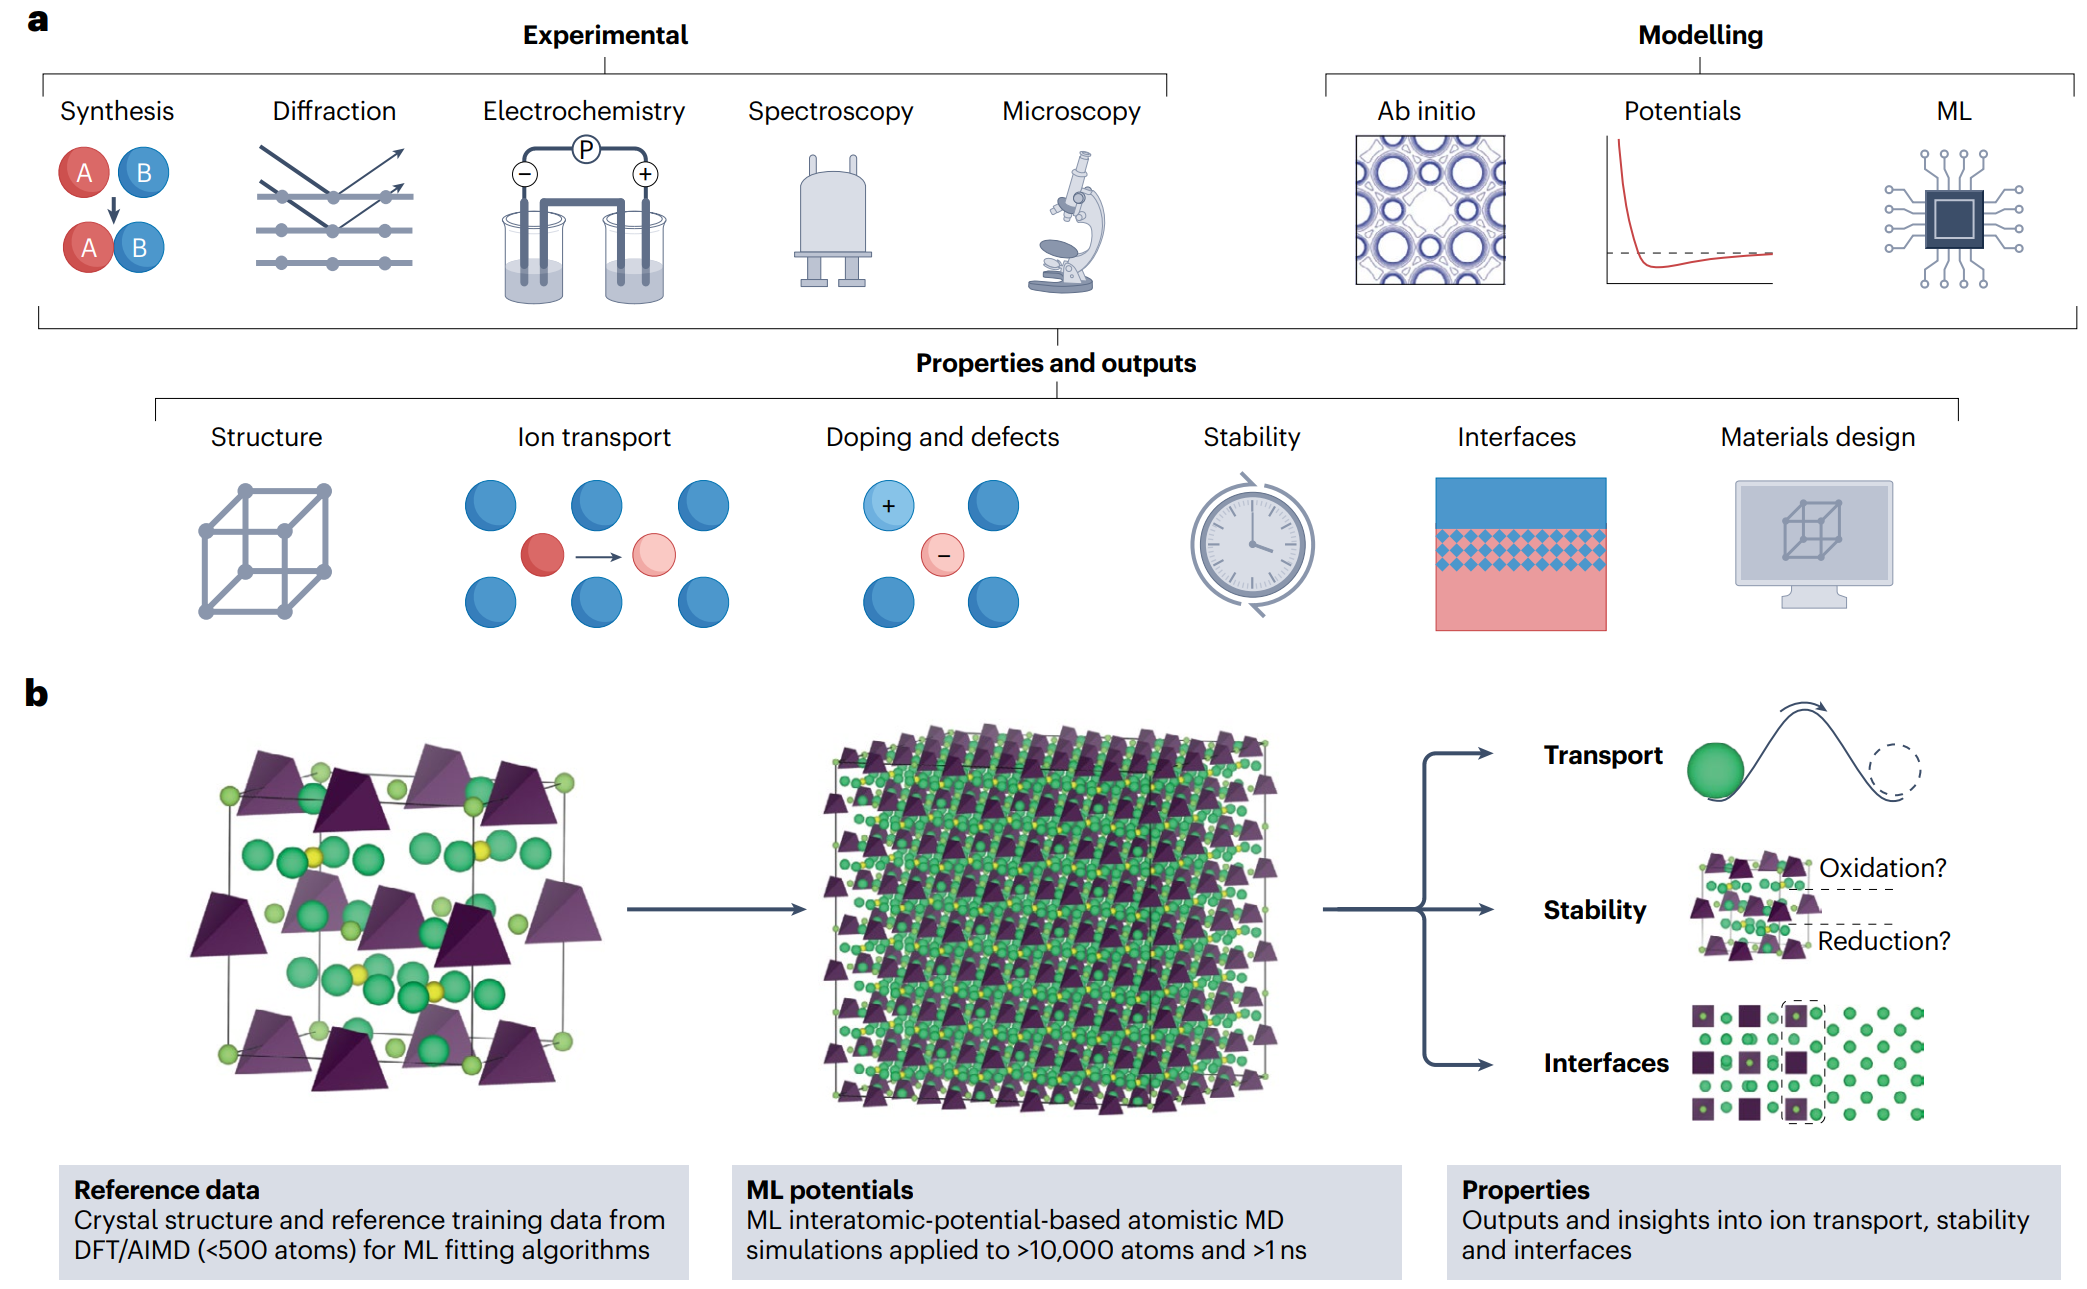 a
Experimental
Modelling
Synthesis
Diffraction
Electrochemistry
Spectroscopy
Microscopy
Ab initio
Potentials
ML
A B
P
− +
A B
Properties and outputs
Structure
Ion transport
Doping and defects
Stability
Interfaces
Materials design
+
−
b
Transport
Stability
Oxidation?
Reduction?
Interfaces
Reference data
Crystal structure and reference training data from
DFT/AIMD (<500 atoms) for ML fitting algorithms
ML potentials
ML interatomic-potential-based atomistic MD
simulations applied to >10,000 atoms and >1 ns
Properties
Outputs and insights into ion transport, stability
and interfaces